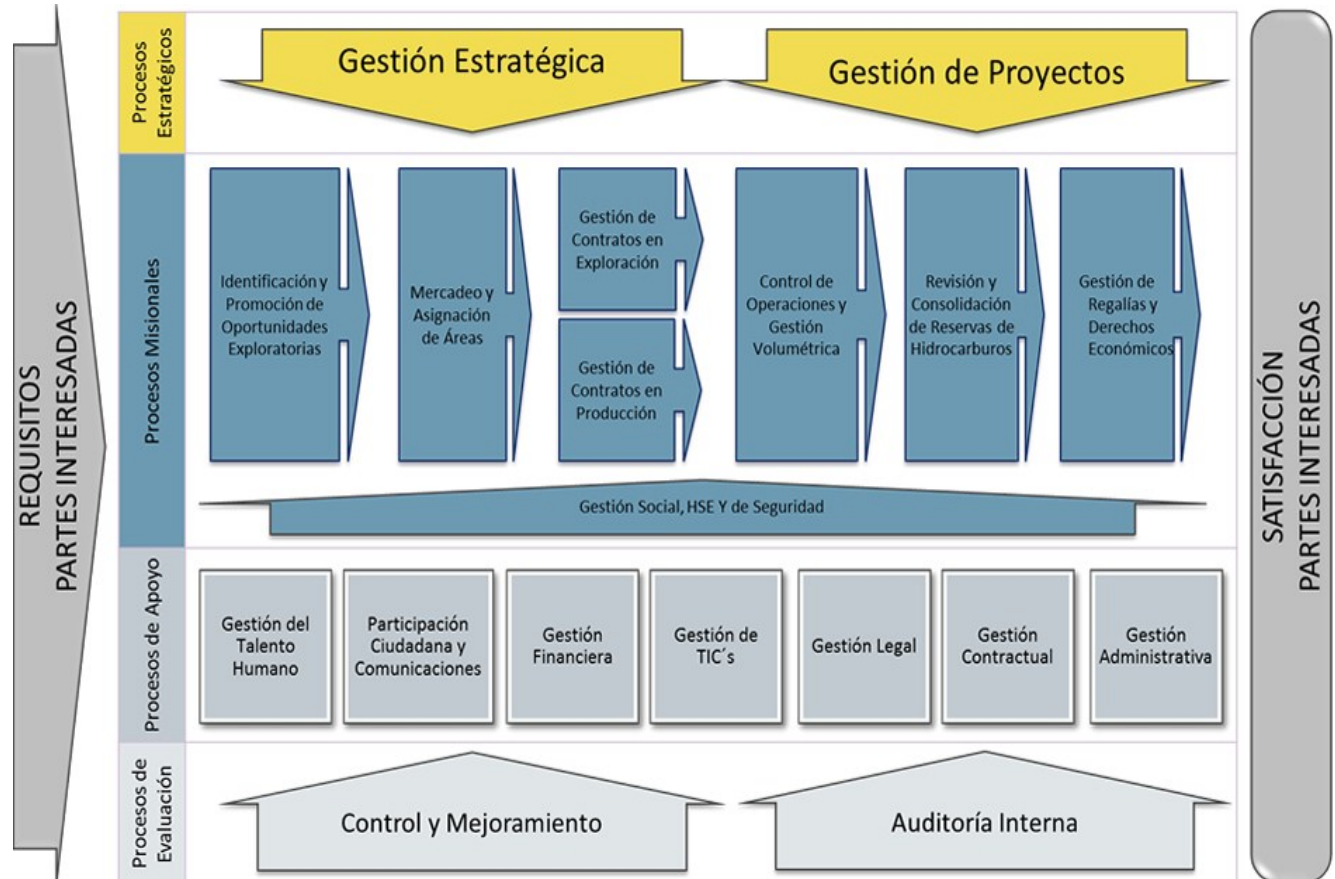 REQUISITOS
PARTES INTERESADAS
Procesos
Estratégicos
Gestión Estratégica
Gestión de Proyectos
Procesos Misionales
Identificación y
Promoción de
Oportunidades
Exploratorias
Mercadeo y
Asignación
de Áreas
Gestión de
Contratos en
Exploración
Gestión de
Contratos en
Producción
Control de
Operaciones y
Gestión
Volumétrica
Revisión y
Consolidación
de Reservas de
Hidrocarburos
Gestión de
Regalías y
Derechos
Económicos
Gestión Social, HSE Y de Seguridad
Procesos de Apoyo
Gestión del
Talento
Humano
Participación
Ciudadana y
Comunicaciones
Gestión
Financiera
Gestión de
TIC´s
Gestión Legal
Gestión
Contractual
Gestión
Administrativa
Procesos de
Evaluación
Control y Mejoramiento
Auditoría Interna
SATISFACCIÓN
PARTES INTERESADAS